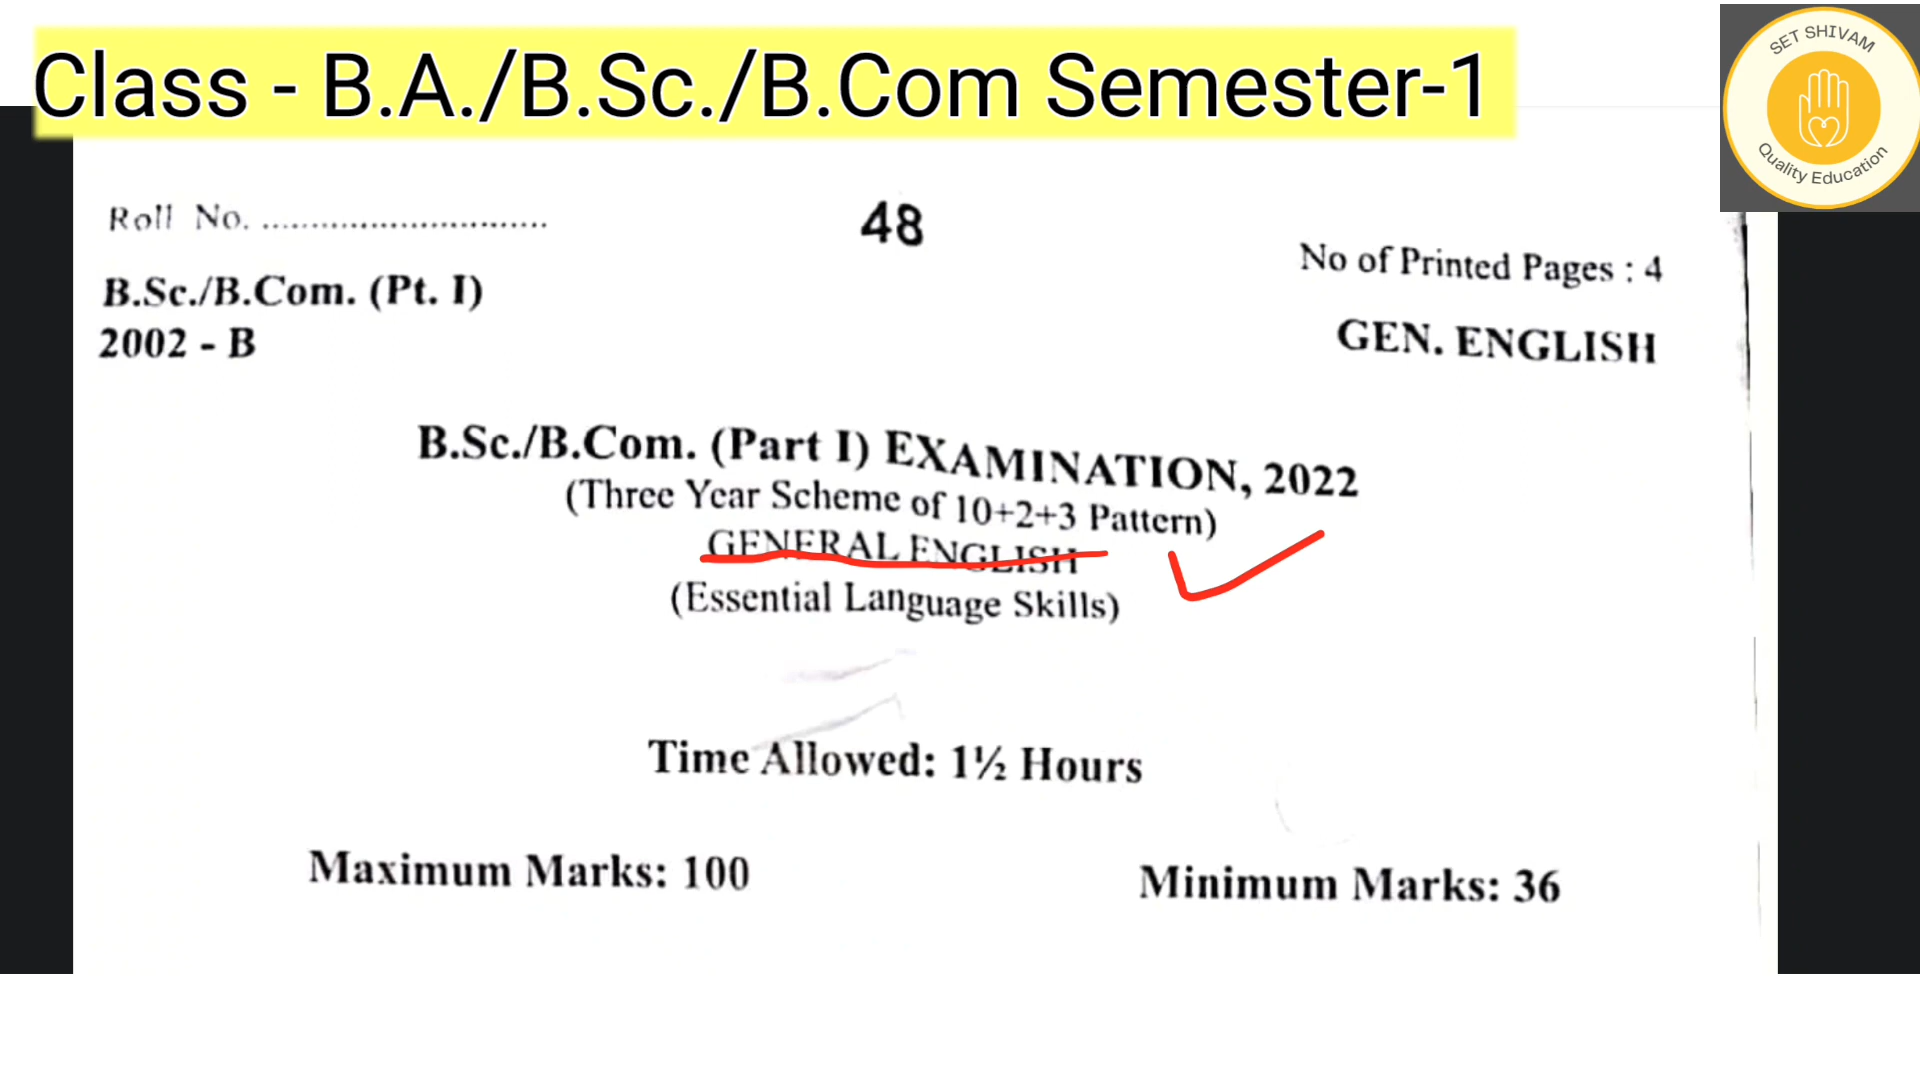 Class - B.A./B.Sc./B.Com Semester-1
SET SHIVAM
Quality Education
Roll No. ............................
48
No of Printed Pages : 4
B.Sc./B.Com. (Pt. I)
2002 - B
GEN. ENGLISH
B.Sc./B.Com. (Part I) EXAMINATION, 2022
(Three Year Scheme of 10+2+3 Pattern)
GENERAL ENGLISH
(Essential Language Skills)
Time Allowed: 1½ Hours
Maximum Marks: 100
Minimum Marks: 36